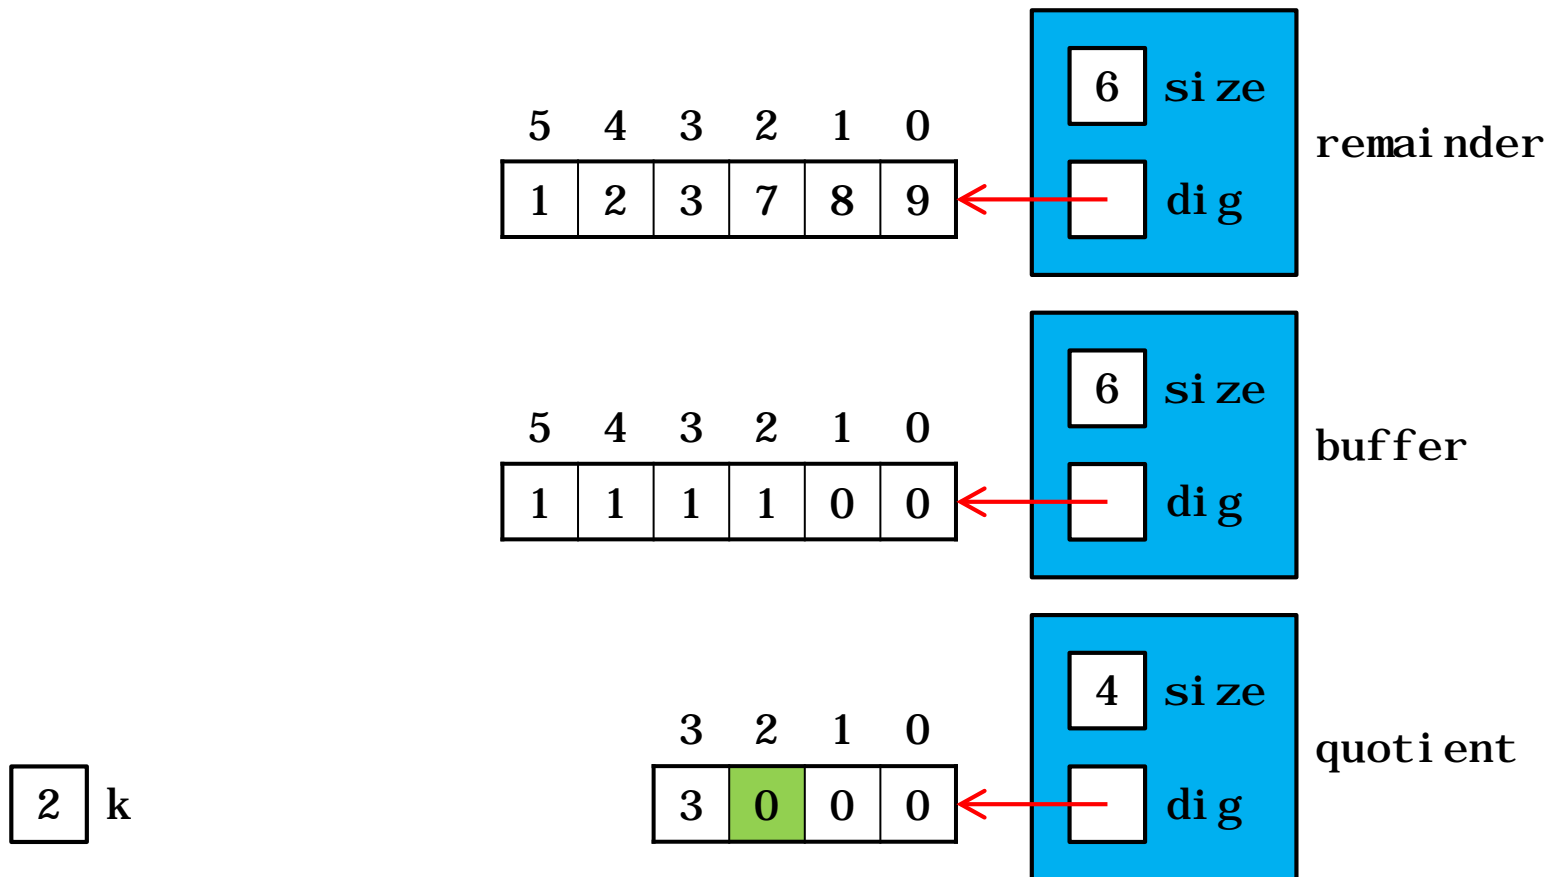 6 size
5 4 3 2 1 0
remainder
1 2 3 7 8 9 dig
6 size
5 4 3 2 1 0
buffer
1 1 1 1 0 0 dig
4 size
3 2 1 0
quotient
2 k 3 0 0 0 dig